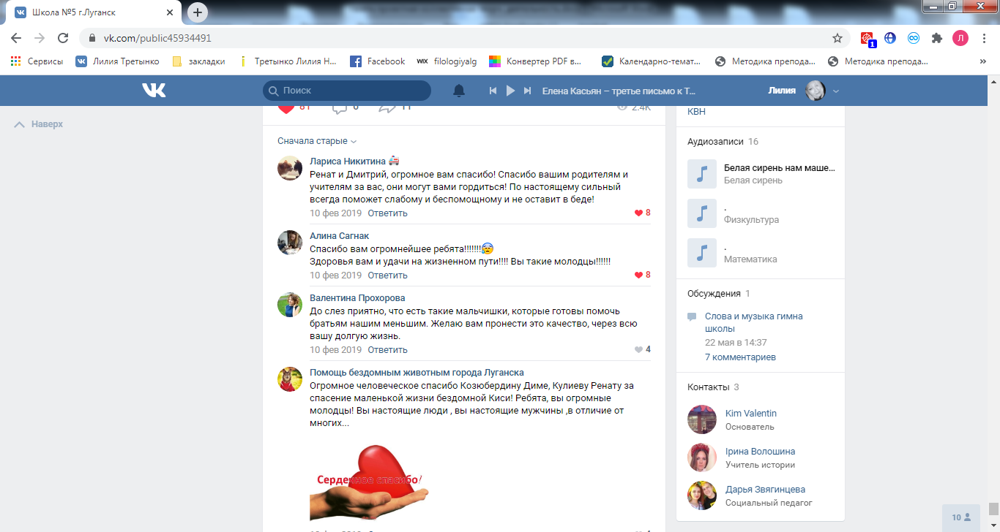 Школа №5 г.Луганск
vk.com/public45934491
1
Л
Сервисы
Лилия Третынко
закладки
Третынко Лилия Н...
Facebook
WIX
filologiyalg
Конвертер PDF в...
Календарно-темат...
Методика препода...
Методика препода...
»
Поиск
Елена Касьян – третье письмо к Т...
Лилия
Наверх
81
6
11
2.4K
Сначала старые
Лариса Никитина
Ренат и Дмитрий, огромное вам спасибо! Спасибо вашим родителям и
учителям за вас, они могут вами гордиться! По настоящему сильный
всегда поможет слабому и беспомощному и не оставит в беде!
10 фев 2019 Ответить
8
Алина Сагнак
Спасибо вам огромнейшее ребята!!!!!!!
Здоровья вам и удачи на жизненном пути!!!! Вы такие молодцы!!!!!!
10 фев 2019 Ответить
8
Валентина Прохорова
До слез приятно, что есть такие мальчишки, которые готовы помочь
братьям нашим меньшим. Желаю вам пронести это качество, через всю
вашу долгую жизнь.
10 фев 2019 Ответить
4
Помощь бездомным животным города Луганска
Огромное человеческое спасибо Козюбердину Диме, Кулиеву Ренату за
спасение маленькой жизни бездомной Киси! Ребята, вы огромные
молодцы! Вы настоящие люди , вы настоящие мужчины ,в отличие от
многих...
Сердечное спасибо!
КВН
Аудиозаписи 16
Белая сирень нам маше...
Белая сирень
.
Физкультура
.
Математика
Обсуждения 1
Слова и музыка гимна
школы
22 мая в 14:37
7 комментариев
Контакты 3
Kim Valentin
Основатель
Ірина Волошина
Учитель истории
Дарья Звягинцева
Социальный педагог
10